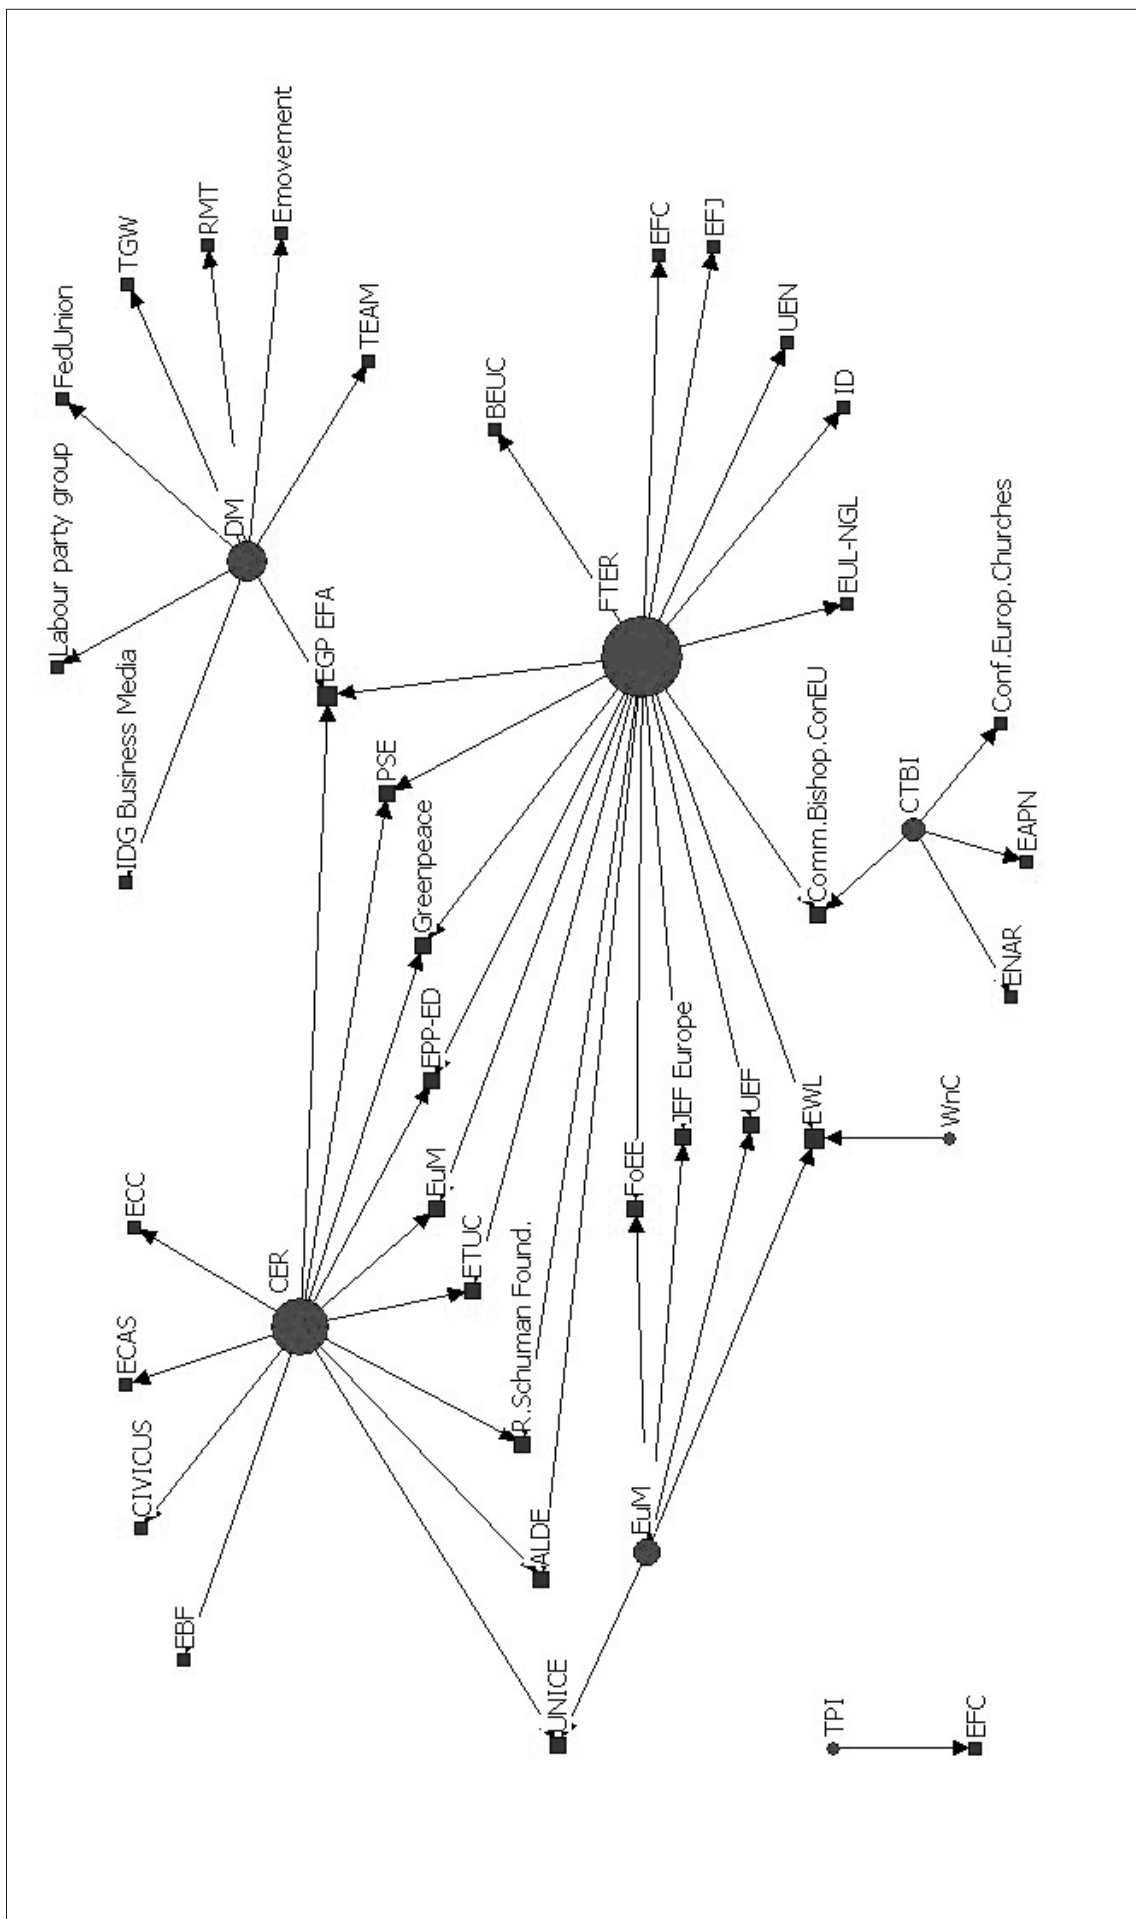 Labour party group
FedUnion
TGW
RMT
Emovement
TEAM
DM
IDG Business Media
EGP EFA
PSE
Greenpeace
EPP-ED
EuM
ETUC
R.Schuman Found.
ALDE
UNICE
ECC
CER
ECAS
CIVICUS
EBF
BEUC
FTER
EFC
EFJ
UEN
ID
EUL-NGL
Comm.Bishop.ConEU
CTBI
Conf.Europ.Churches
EAPN
ENAR
FoEE
JEF Europe
UEF
EWL
WnC
EuM
TPI
EFC